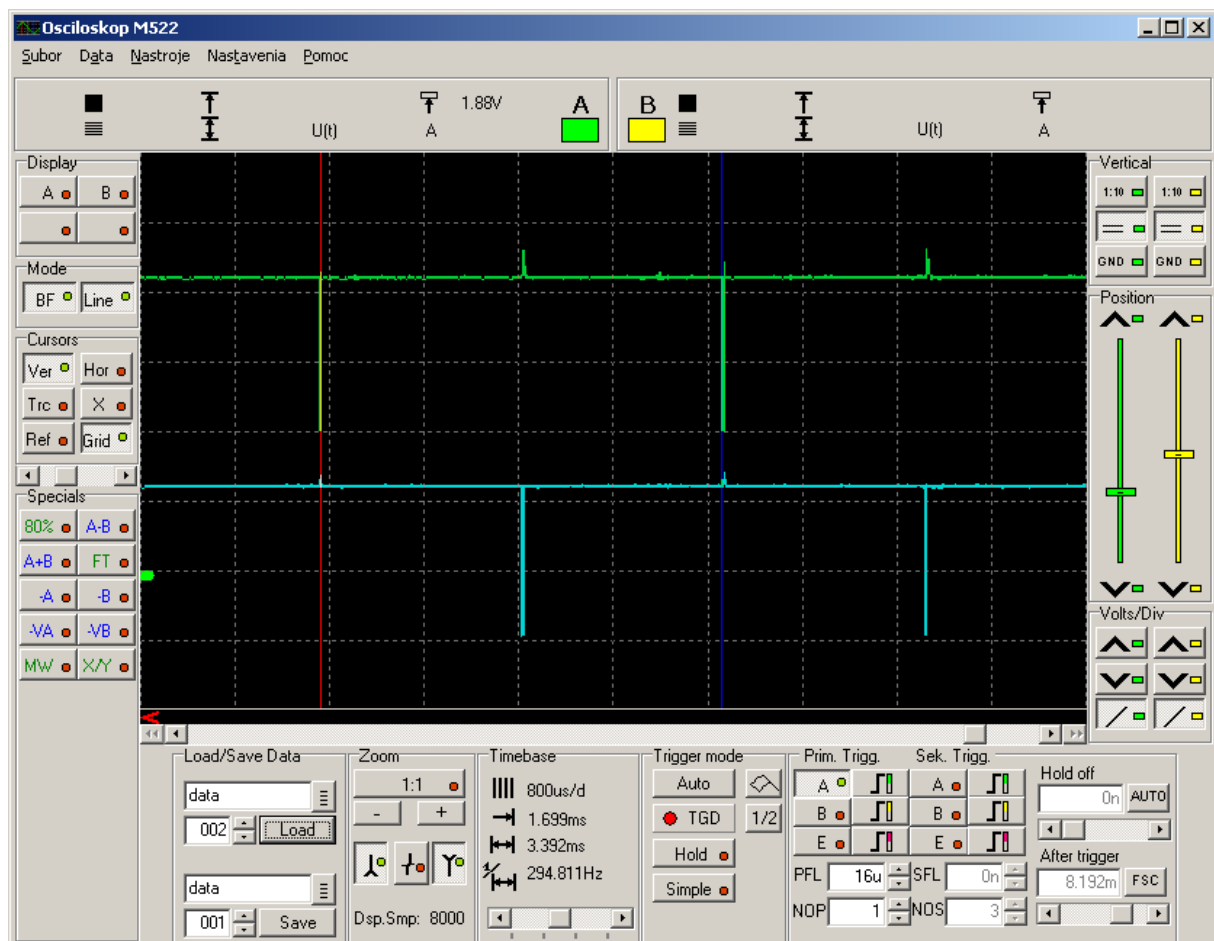 Osciloskop M522
Subor Data Nastroje Nastavenia Pomoc
1.88V A B
U(t) A U(t) A
Display
A B
Mode
BF Line
Cursors
Ver Hor
Trc X
Ref Grid
Specials
80% A-B
A+B FT
-A -B
-VA -VB
MW X/Y
Vertical
1:10 1:10
GND GND
Position
Volts/Div
Load/Save Data
data
002 Load
data
001 Save
Zoom
1:1
- +
Dsp.Smp: 8000
Timebase
800us/d
1.699ms
3.392ms
294.811Hz
Trigger mode
Auto
TGD 1/2
Hold
Simple
Prim. Trigg. Sek. Trigg.
A A
B B
E E
PFL 16u SFL 0n
NOP 1 NOS 3
Hold off
0n AUTO
After trigger
8.192m FSC